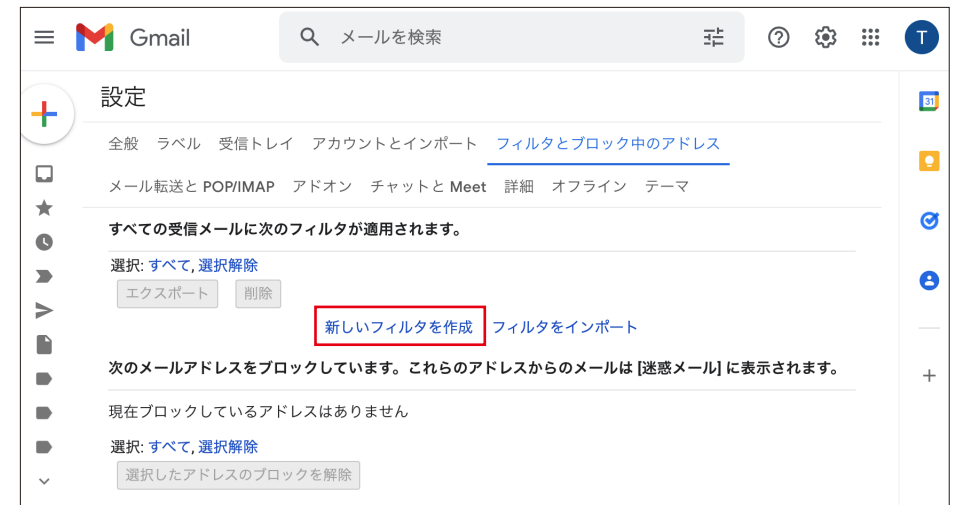 Gmail
メールを検索
T
設定
31
全般 ラベル 受信トレイ アカウントとインポート フィルタとブロック中のアドレス
メール転送と POP/IMAP アドオン チャットと Meet 詳細 オフライン テーマ
すべての受信メールに次のフィルタが適用されます。
選択: すべて, 選択解除
エクスポート 削除
新しいフィルタを作成 フィルタをインポート
次のメールアドレスをブロックしています。これらのアドレスからのメールは [迷惑メール] に表示されます。
現在ブロックしているアドレスはありません
選択: すべて, 選択解除
選択したアドレスのブロックを解除